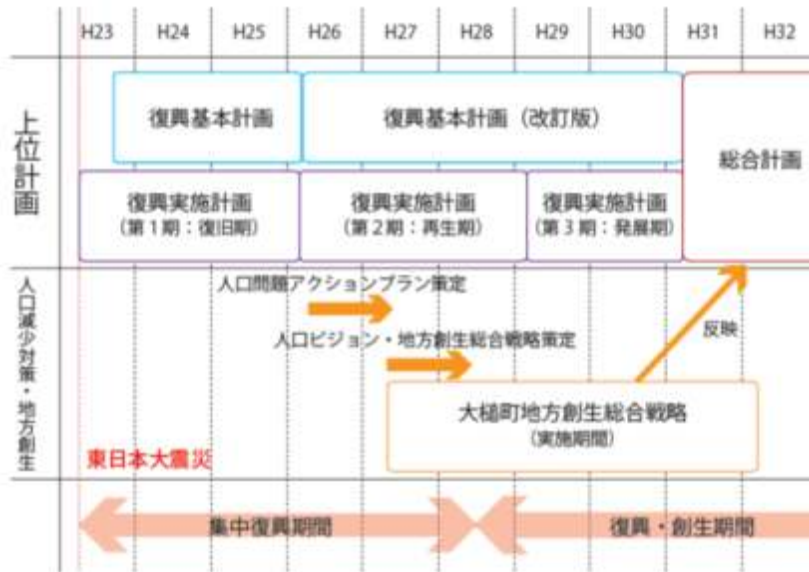 H23 H24 H25 H26 H27 H28 H29 H30 H31 H32
上位計画
復興基本計画
復興基本計画（改訂版）
総合計画
復興実施計画
（第１期：復旧期）
復興実施計画
（第２期：再生期）
復興実施計画
（第３期：発展期）
人口減少対策・地方創生
人口問題アクションプラン策定
人口ビジョン・地方創生総合戦略策定
反映
大槌町地方創生総合戦略
（実施期間）
東日本大震災
集中復興期間
復興・創生期間